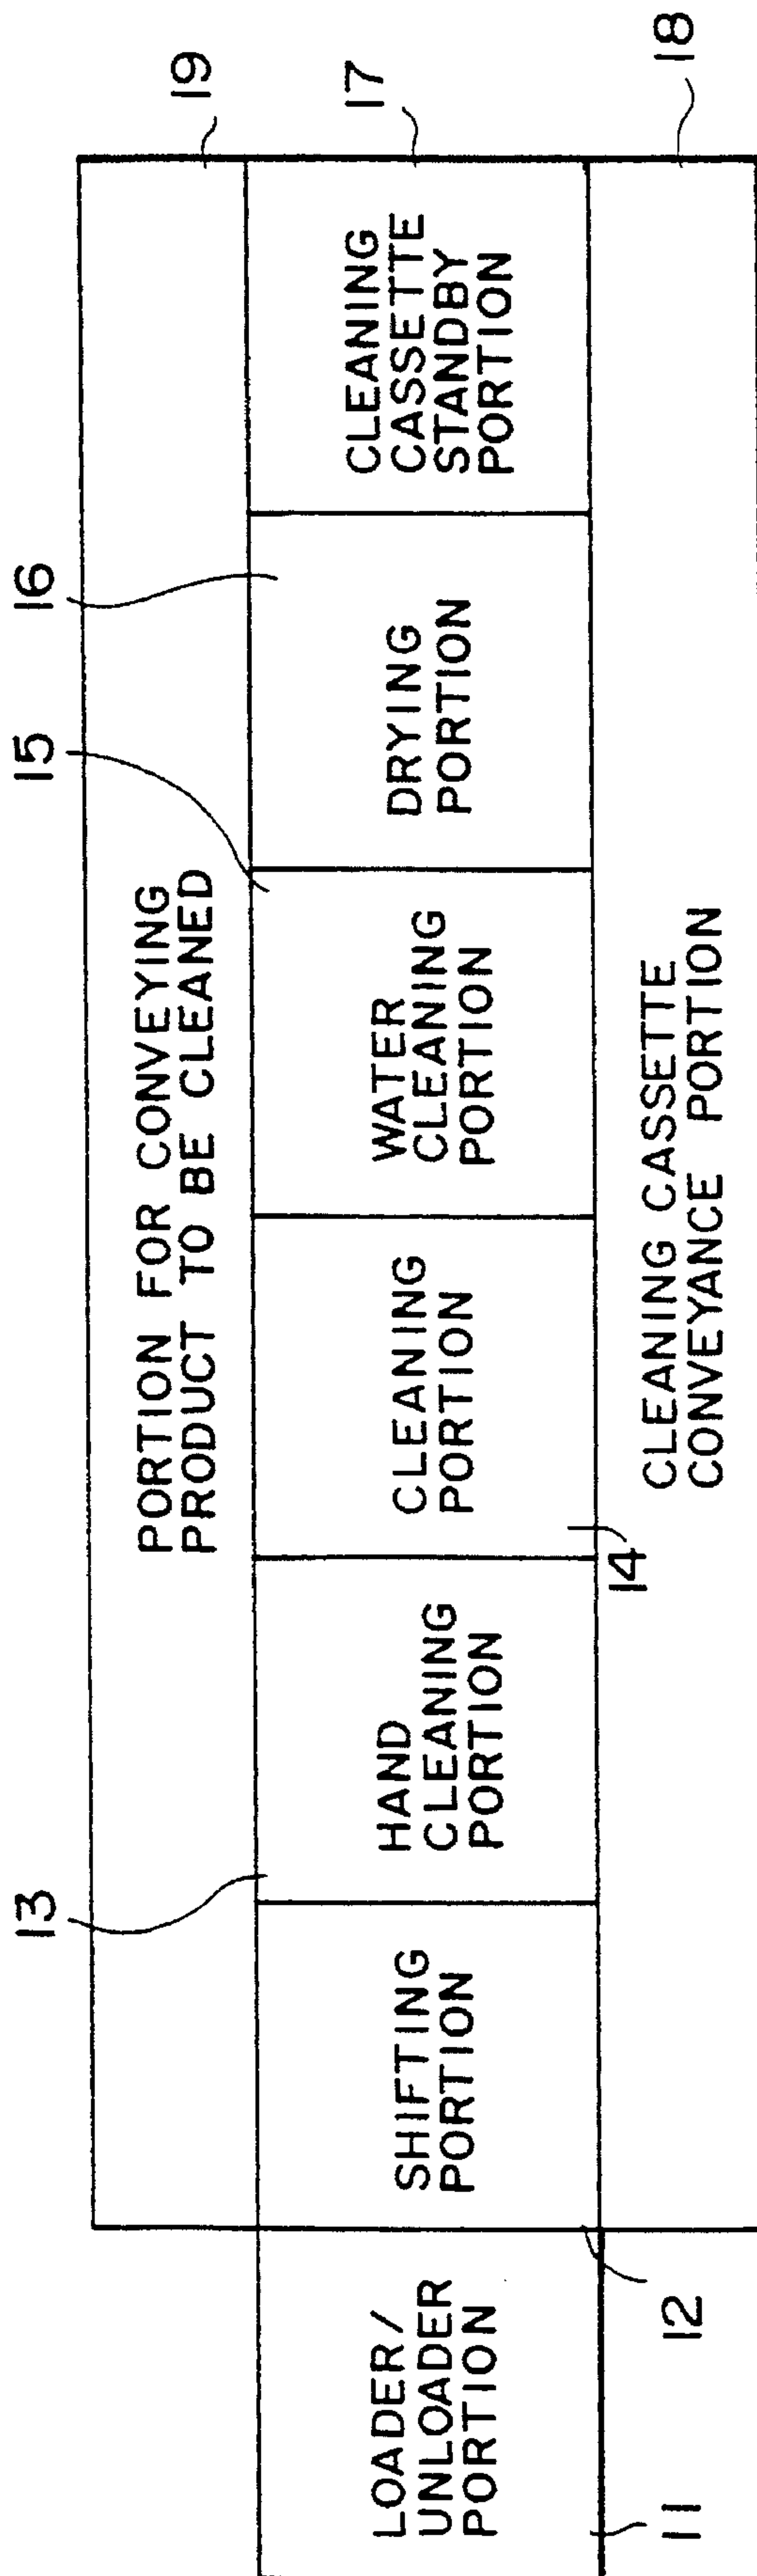 19
PORTION FOR CONVEYING
PRODUCT TO BE CLEANED
13
15
16
LOADER/
UNLOADER
PORTION
SHIFTING
PORTION
HAND
CLEANING
PORTION
CLEANING
PORTION
WATER
CLEANING
PORTION
DRYING
PORTION
CLEANING
CASSETTE
STANDBY
PORTION
17
11
12
14
CLEANING CASSETTE
CONVEYANCE PORTION
18